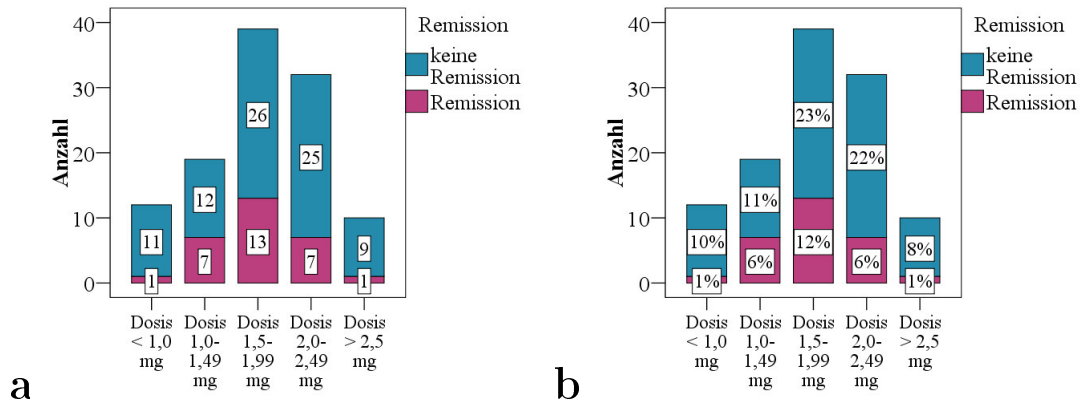 40
30
20
10
0
Anzahl
26
12
25
11
9
13
7
7
1
1
Dosis < 1,0 mg
Dosis 1,0- 1,49 mg
Dosis 1,5- 1,99 mg
Dosis 2,0- 2,49 mg
Dosis > 2,5 mg
Remission
keine
Remission
Remission
a
40
30
20
10
0
Anzahl
23%
22%
11%
10%
8%
12%
6%
6%
1%
1%
Dosis < 1,0 mg
Dosis 1,0- 1,49 mg
Dosis 1,5- 1,99 mg
Dosis 2,0- 2,49 mg
Dosis > 2,5 mg
Remission
keine
Remission
Remission
b